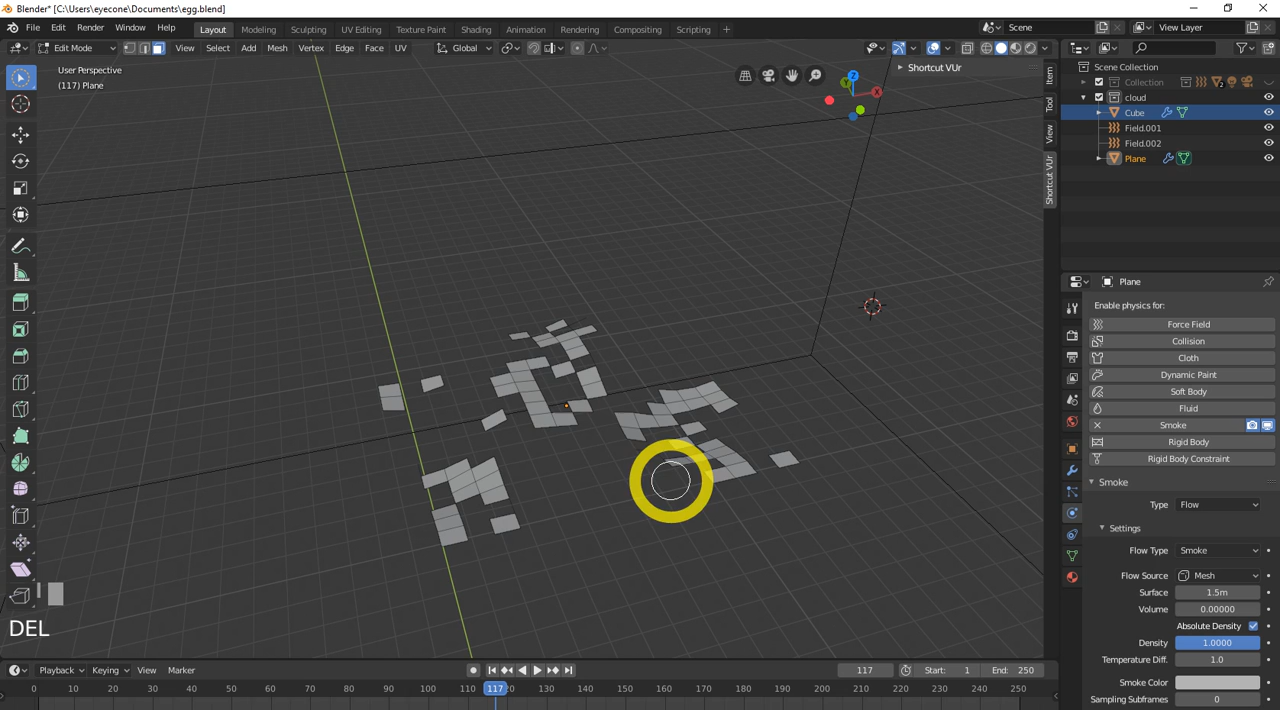 Blender* [C:\Users\eyecone\Documents\egg.blend]
File Edit Render Window Help Layout Modeling Sculpting UV Editing Texture Paint Shading Animation Rendering Compositing Scripting + Scene View Layer
Edit Mode View Select Add Mesh Vertex Edge Face UV Global
User Perspective
(117) Plane
Shortcut VUr
Z
Y
X
Item
Tool
View
Shortcut VUr
Scene Collection
Collection 2
cloud
Cube
Field.001
Field.002
Plane
Plane
Enable physics for:
Force Field
Collision
Cloth
Dynamic Paint
Soft Body
Fluid
Smoke
Rigid Body
Rigid Body Constraint
Smoke
Type Flow
Settings
Flow Type Smoke
Flow Source Mesh
Surface 1.5m
Volume 0.00000
Absolute Density
Density 1.0000
Temperature Diff. 1.0
Smoke Color
Sampling Subframes 0
DEL
Playback Keying View Marker 117 Start: 1 End: 250
0 10 20 30 40 50 60 70 80 90 100 110 117 20 130 140 150 160 170 180 190 200 210 220 230 240 250